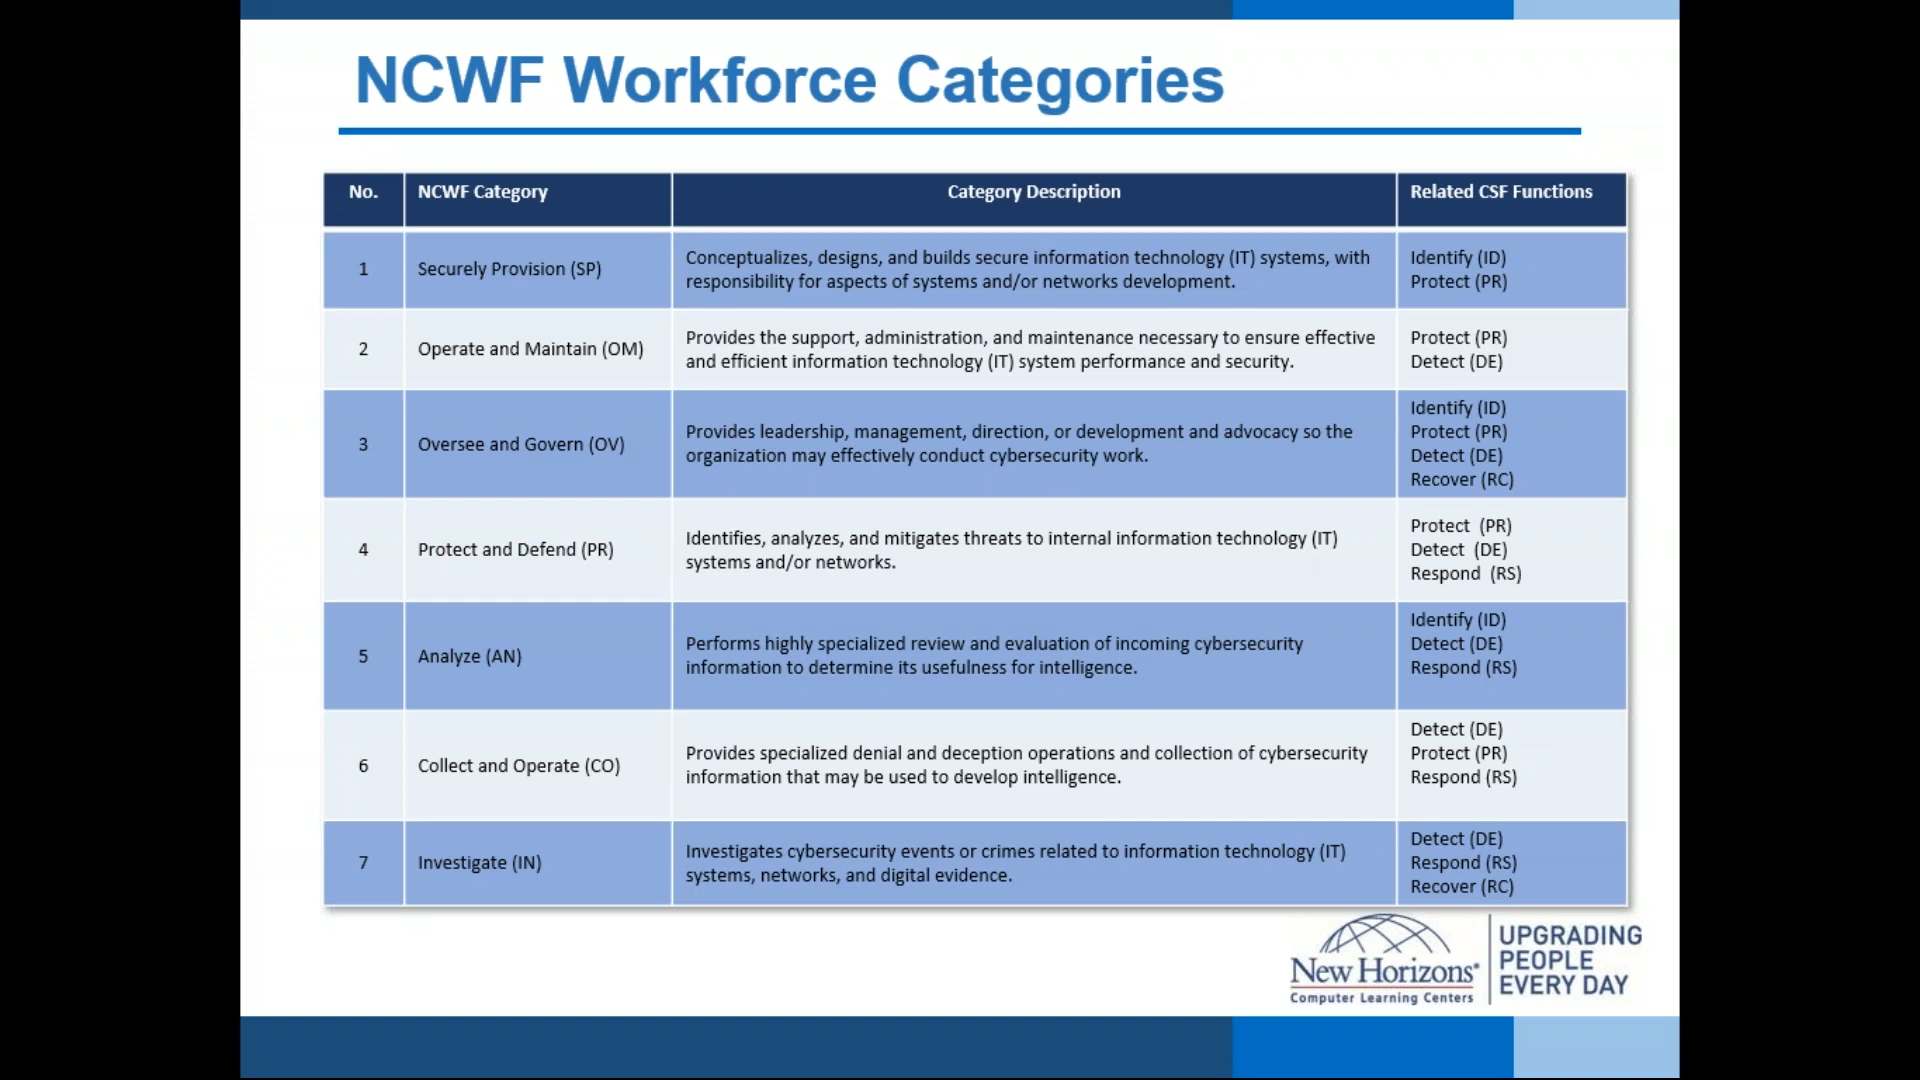 NCWF Workforce Categories
No. NCWF Category Category Description Related CSF Functions
1 Securely Provision (SP)
Conceptualizes, designs, and builds secure information technology (IT) systems, with
responsibility for aspects of systems and/or networks development.
Identify (ID)
Protect (PR)
2 Operate and Maintain (OM)
Provides the support, administration, and maintenance necessary to ensure effective
and efficient information technology (IT) system performance and security.
Protect (PR)
Detect (DE)
3 Oversee and Govern (OV)
Provides leadership, management, direction, or development and advocacy so the
organization may effectively conduct cybersecurity work.
Identify (ID)
Protect (PR)
Detect (DE)
Recover (RC)
4 Protect and Defend (PR)
Identifies, analyzes, and mitigates threats to internal information technology (IT)
systems and/or networks.
Protect (PR)
Detect (DE)
Respond (RS)
5 Analyze (AN)
Performs highly specialized review and evaluation of incoming cybersecurity
information to determine its usefulness for intelligence.
Identify (ID)
Detect (DE)
Respond (RS)
6 Collect and Operate (CO)
Provides specialized denial and deception operations and collection of cybersecurity
information that may be used to develop intelligence.
Detect (DE)
Protect (PR)
Respond (RS)
7 Investigate (IN)
Investigates cybersecurity events or crimes related to information technology (IT)
systems, networks, and digital evidence.
Detect (DE)
Respond (RS)
Recover (RC)
New Horizons®
Computer Learning Centers
UPGRADING
PEOPLE
EVERY DAY